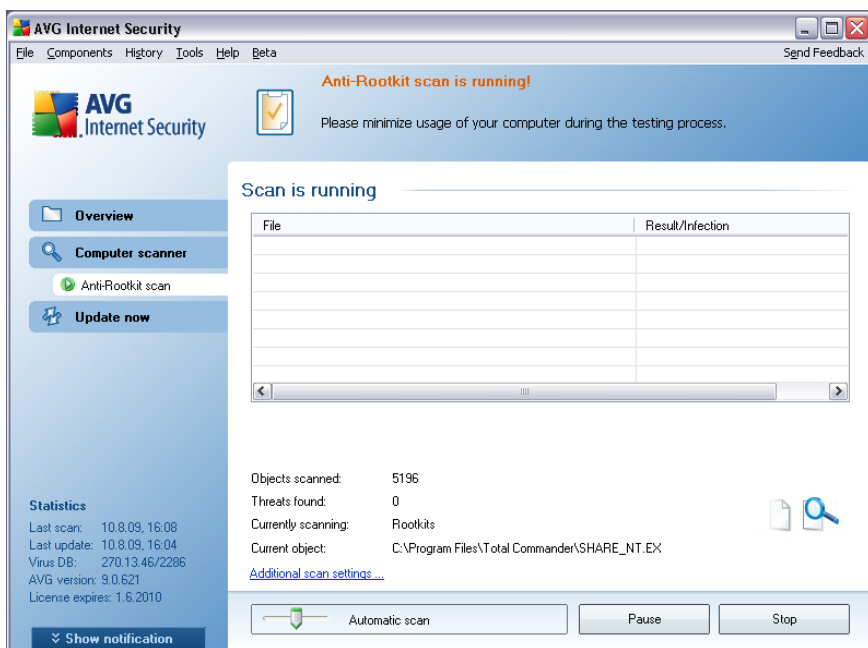 AVG Internet Security
File Components History Tools Help Beta
Send Feedback
AVG
Internet Security
Anti-Rootkit scan is running!
Please minimize usage of your computer during the testing process.
Overview
Computer scanner
Anti-Rootkit scan
Update now
Scan is running
File Result/Infection
Objects scanned: 5196
Threats found: 0
Currently scanning: Rootkits
Current object: C:\Program Files\Total Commander\SHARE_NT.EX
Additional scan settings ...
Statistics
Last scan: 10.8.09, 16:08
Last update: 10.8.09, 16:04
Virus DB: 270.13.46/2286
AVG version: 9.0.621
License expires: 1.6.2010
Show notification
Automatic scan
Pause
Stop